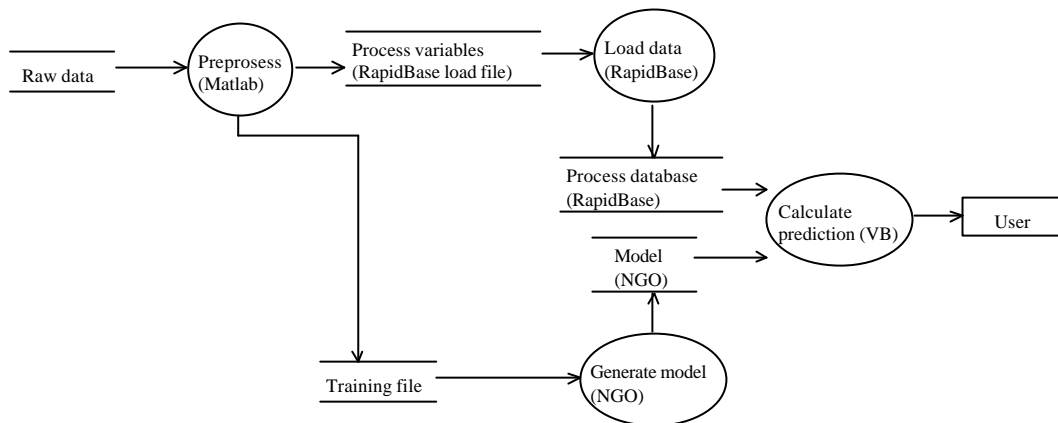 Raw data
Preprosess
(Matlab)
Process variables
(RapidBase load file)
Load data
(RapidBase)
Process database
(RapidBase)
Calculate
prediction (VB)
User
Model
(NGO)
Training file
Generate model
(NGO)